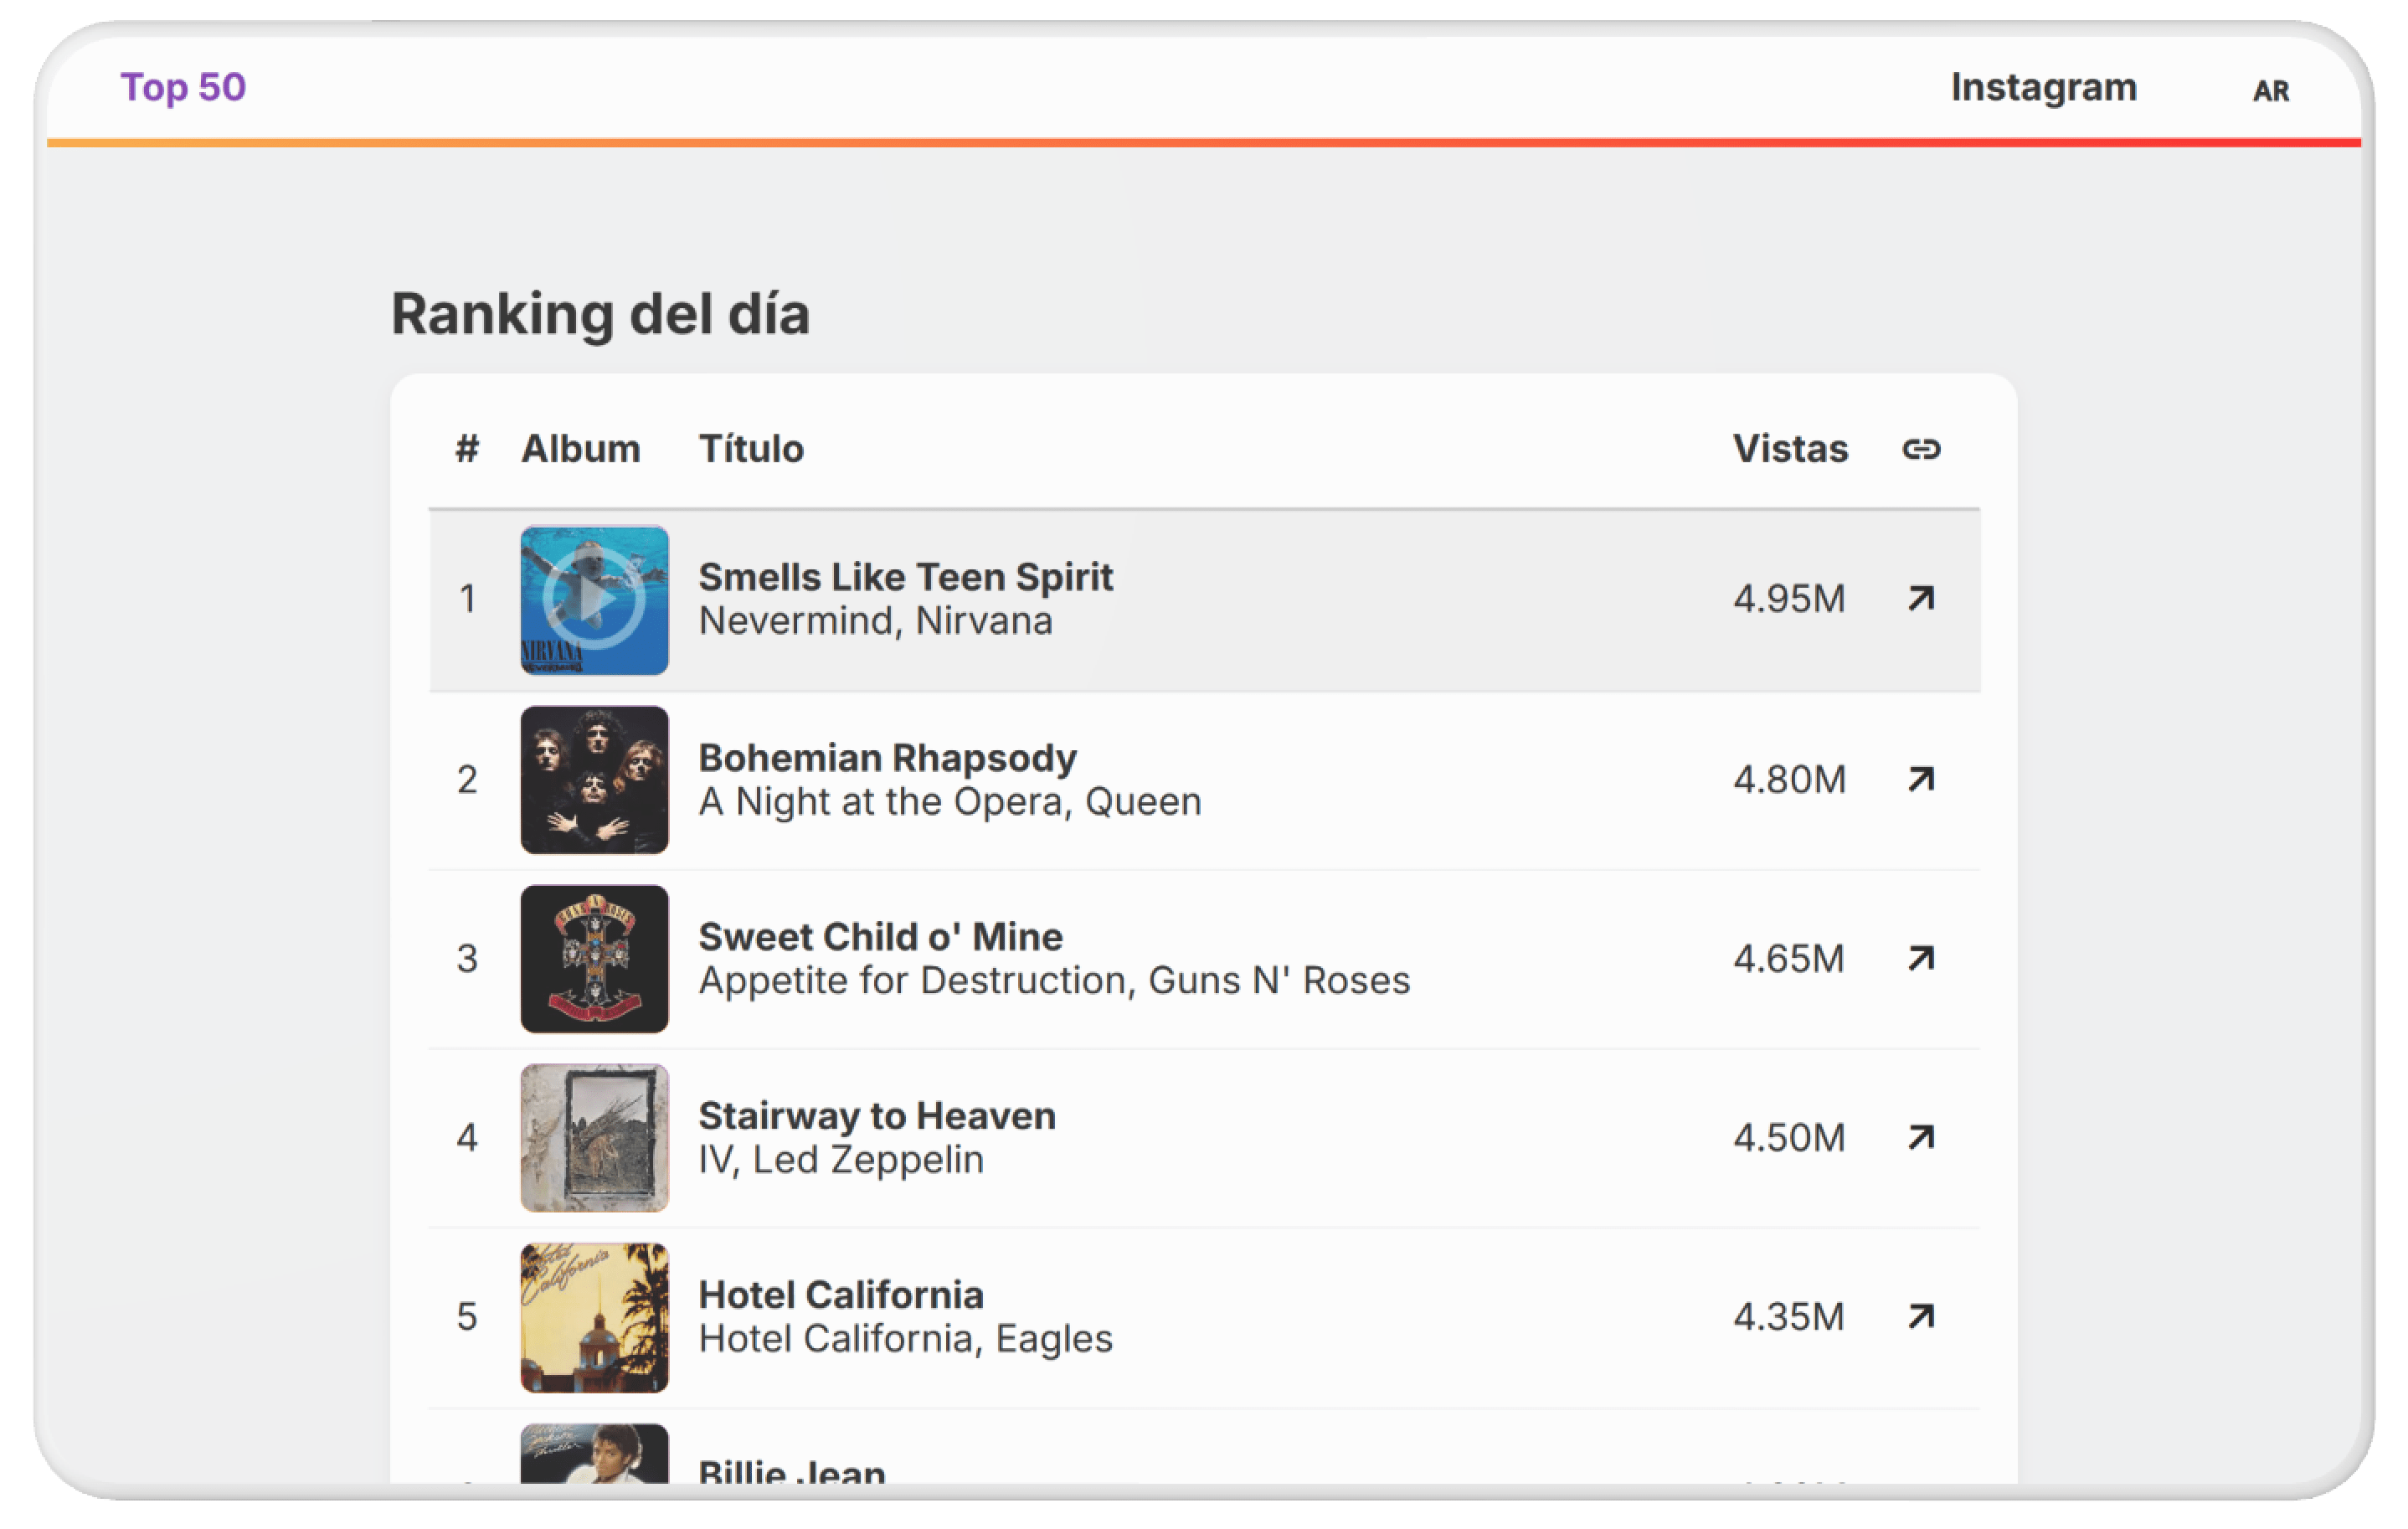 Top 50
Instagram
AR
Ranking del día
# Album Título Vistas
1 Smells Like Teen Spirit 4.95M
Nevermind, Nirvana
NIRVANA
NEVERMIND
2 Bohemian Rhapsody 4.80M
A Night at the Opera, Queen
3 Sweet Child o' Mine 4.65M
Appetite for Destruction, Guns N' Roses
GUNS N ROSES
4 Stairway to Heaven 4.50M
IV, Led Zeppelin
5 Hotel California 4.35M
Hotel California, Eagles
Hotel
California
Billie Jean